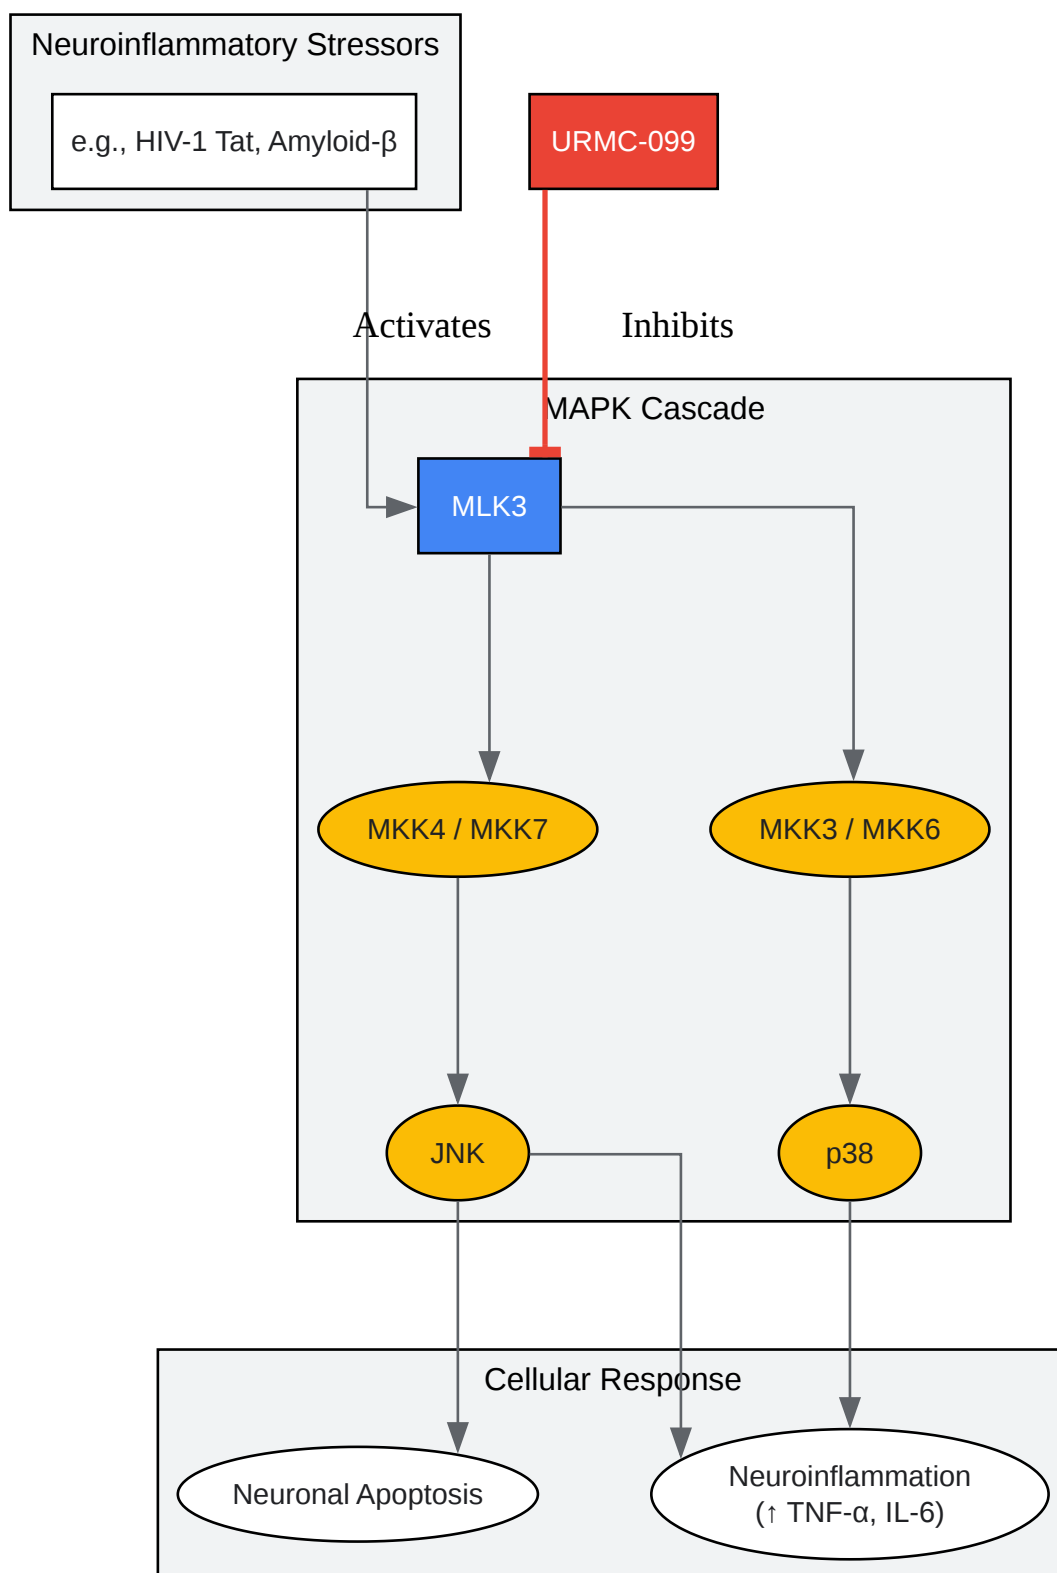 Neuroinflammatory Stressors
e.g., HIV-1 Tat, Amyloid-β
URMC-099
Activates
Inhibits
MAPK Cascade
MLK3
MKK4 / MKK7
MKK3 / MKK6
JNK
p38
Cellular Response
Neuronal Apoptosis
Neuroinflammation
(↑ TNF-α, IL-6)